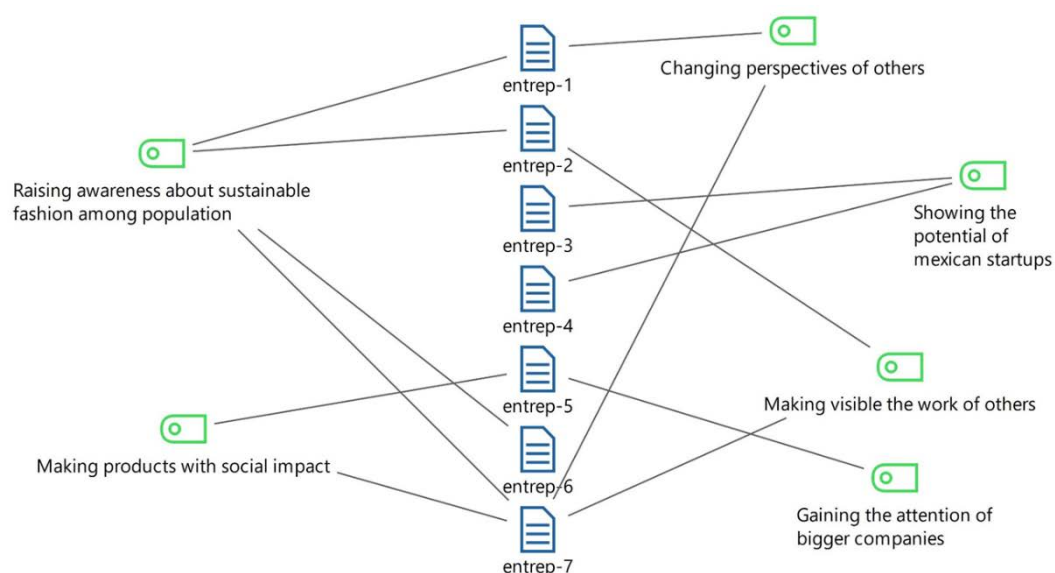 entrep-1
Changing perspectives of others
entrep-2
Raising awareness about sustainable
fashion among population
entrep-3
Showing the
potential of
mexican startups
entrep-4
entrep-5
Making visible the work of others
Making products with social impact
entrep-6
Gaining the attention of
bigger companies
entrep-7